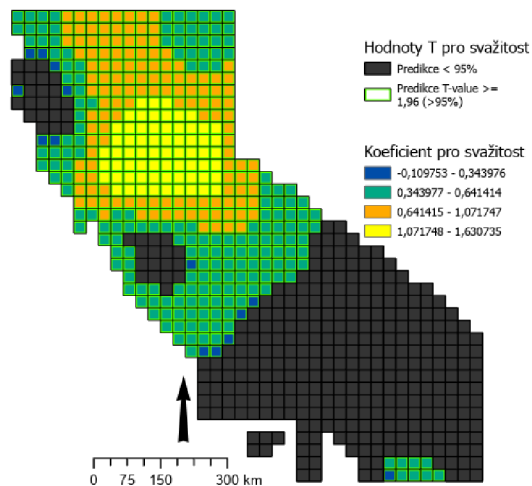 Hodnoty T pro svažitost
Predikce < 95%
Predikce T-value >=
1,96 (>95%)
Koeficient pro svažitost
-0,109753 - 0,343976
0,343977 - 0,641414
0,641415 - 1,071747
1,071748 - 1,630735
0 75 150 300 km